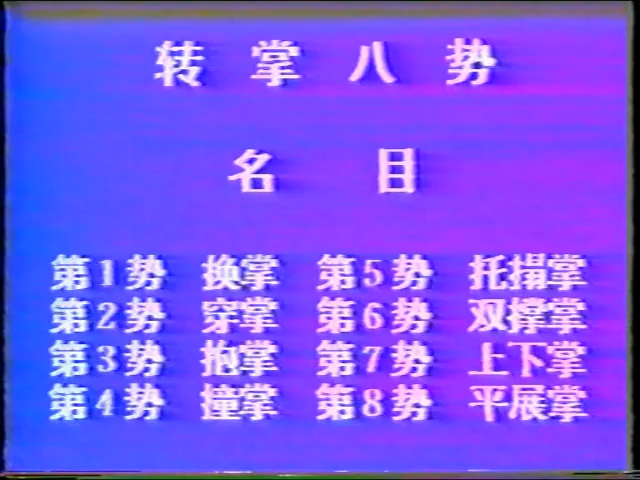 转掌八势
名目
第1势 换掌 第5势 托捐掌
第2势 穿掌 第6势 双撑掌
第3势 抱掌 第7势 上下掌
第4势 撞掌 第8势 平展掌